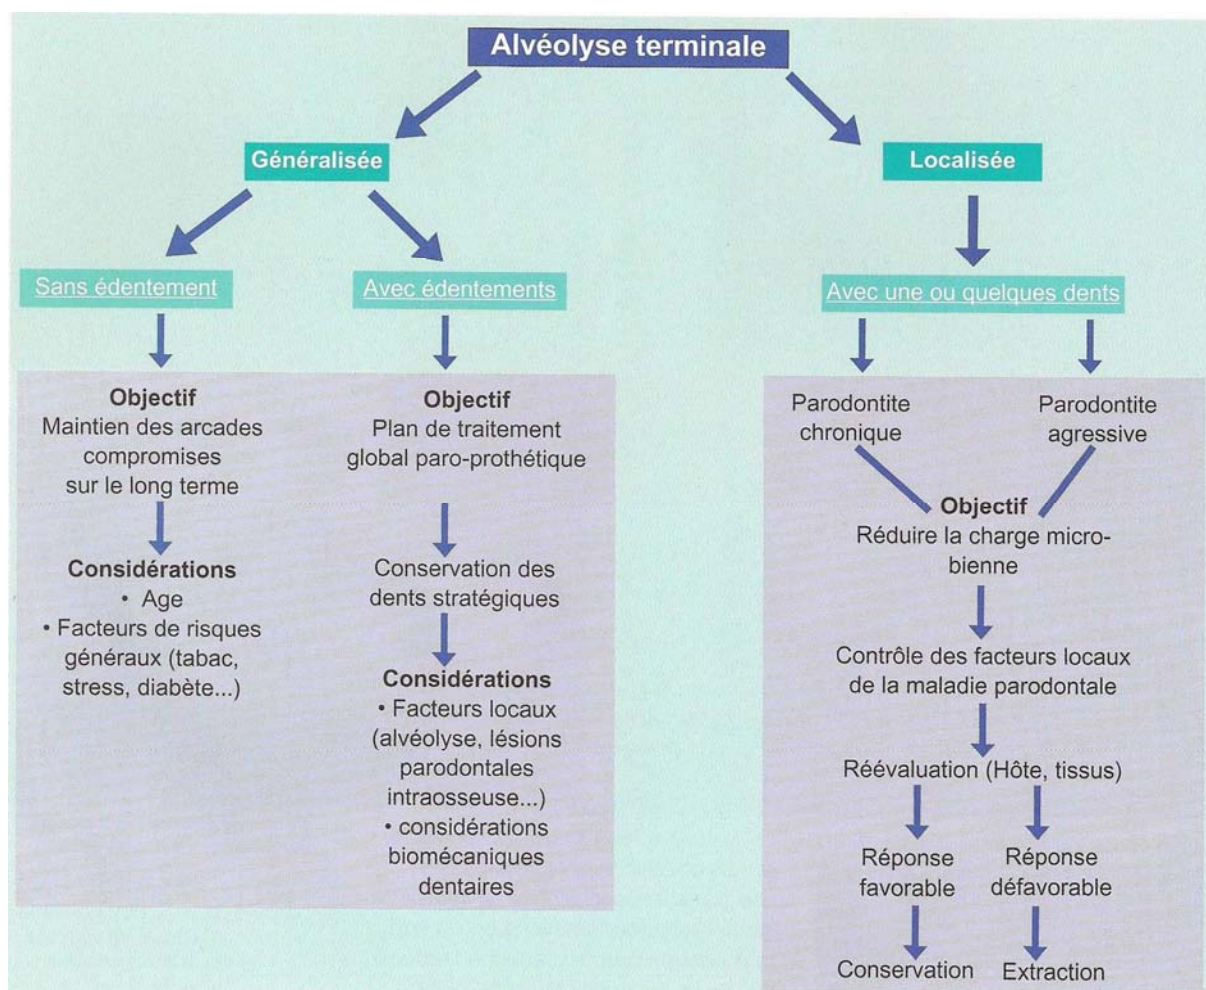 Alvéolyse terminale
Généralisée
Localisée
Sans édentement
Avec édentements
Avec une ou quelques dents
Objectif
Maintien des arcades
compromises
sur le long terme
Considérations
• Age
• Facteurs de risques
généraux (tabac,
stress, diabète...)
Objectif
Plan de traitement
global paro-prothétique
Conservation des
dents stratégiques
Considérations
• Facteurs locaux
(alvéolyse, lésions
parodontales
intraosseuse...)
• considérations
biomécaniques
dentaires
Parodontite
chronique
Parodontite
agressive
Objectif
Réduire la charge micro-
bienne
Contrôle des facteurs locaux
de la maladie parodontale
Réévaluation (Hôte, tissus)
Réponse
favorable
Réponse
défavorable
Conservation
Extraction